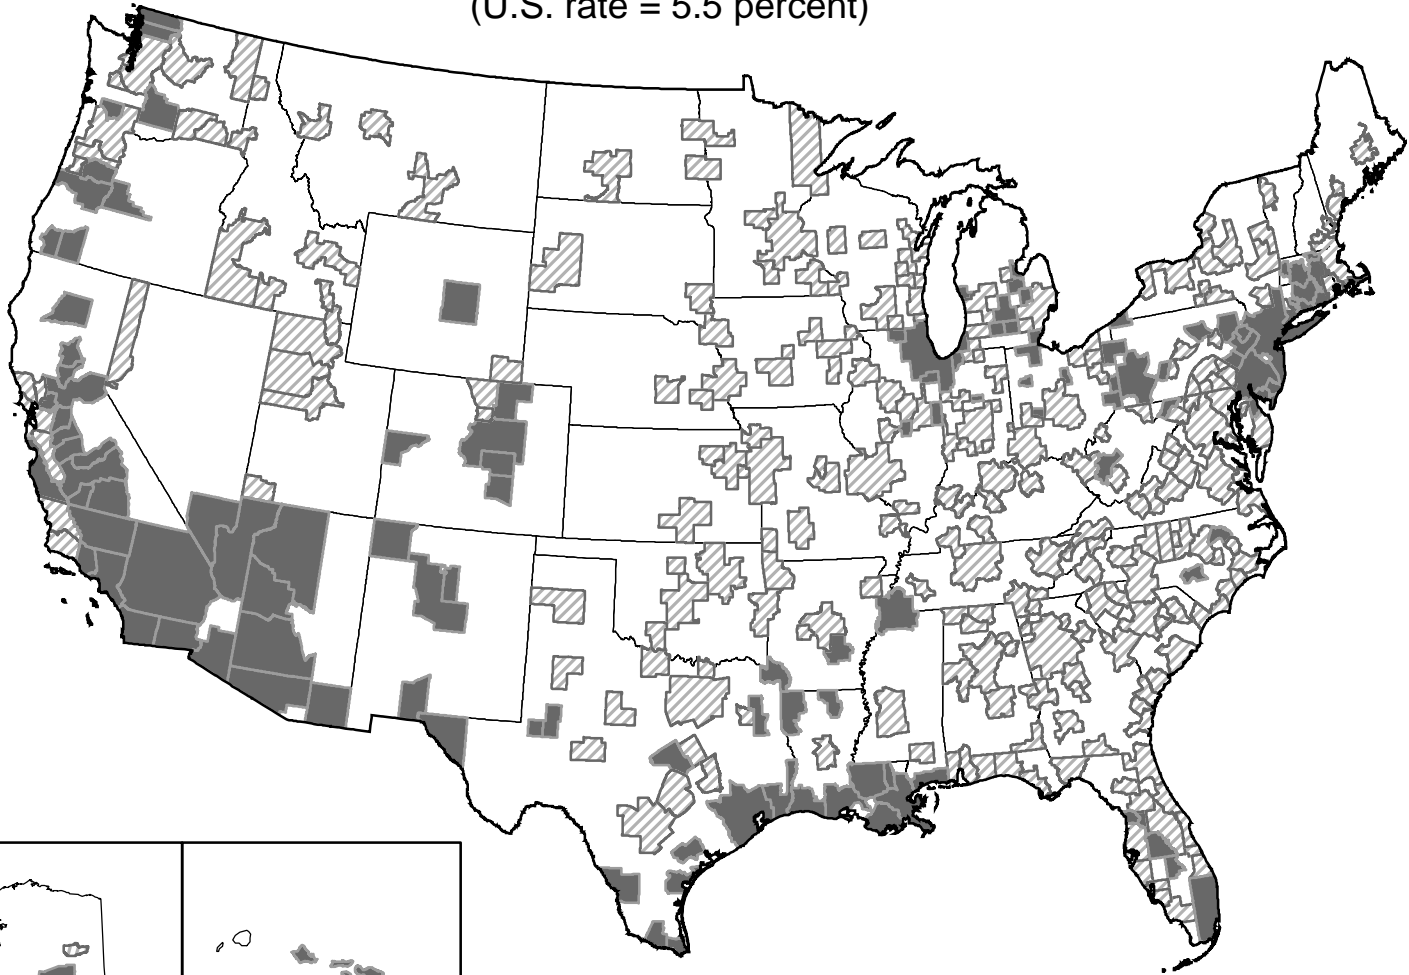 (U.S. rate = 5.5 percent)